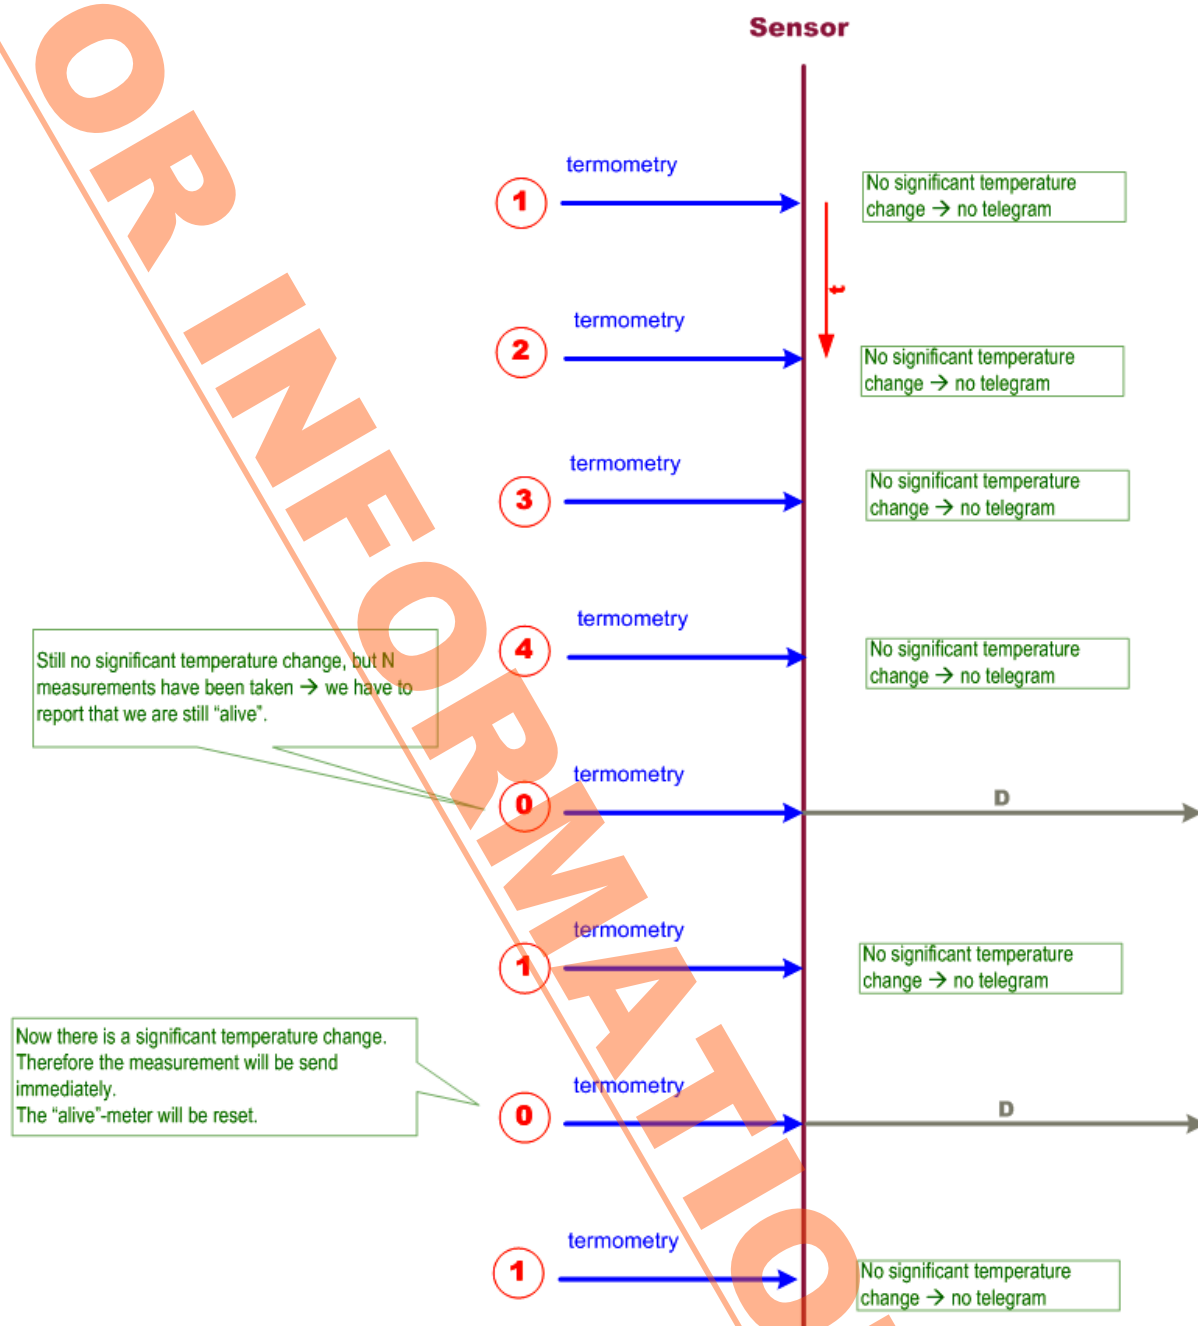 Sensor
termometry
1
No significant temperature
change → no telegram
t
termometry
2
No significant temperature
change → no telegram
termometry
3
No significant temperature
change → no telegram
termometry
4
No significant temperature
change → no telegram
Still no significant temperature change, but N
measurements have been taken → we have to
report that we are still “alive”.
termometry
0
D
termometry
1
No significant temperature
change → no telegram
Now there is a significant temperature change.
Therefore the measurement will be send
immediately.
The “alive”-meter will be reset.
termometry
0
D
termometry
1
No significant temperature
change → no telegram
OR INFORMATIO